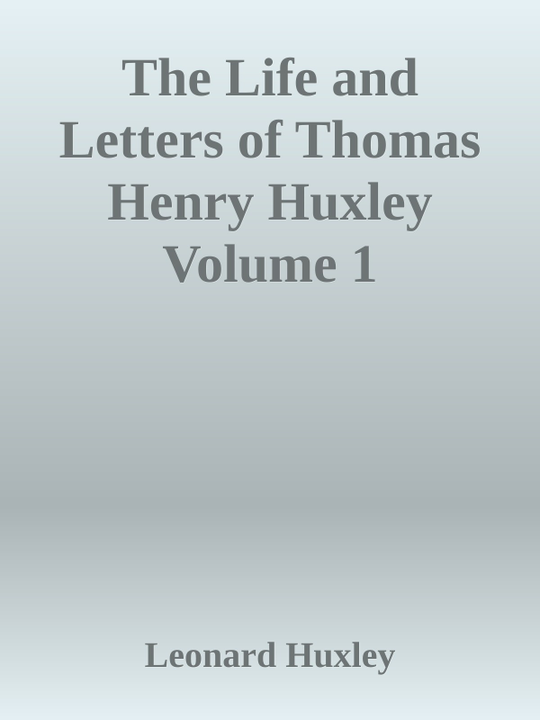 The Life and
Letters of Thomas
Henry Huxley
Volume 1
Leonard Huxley